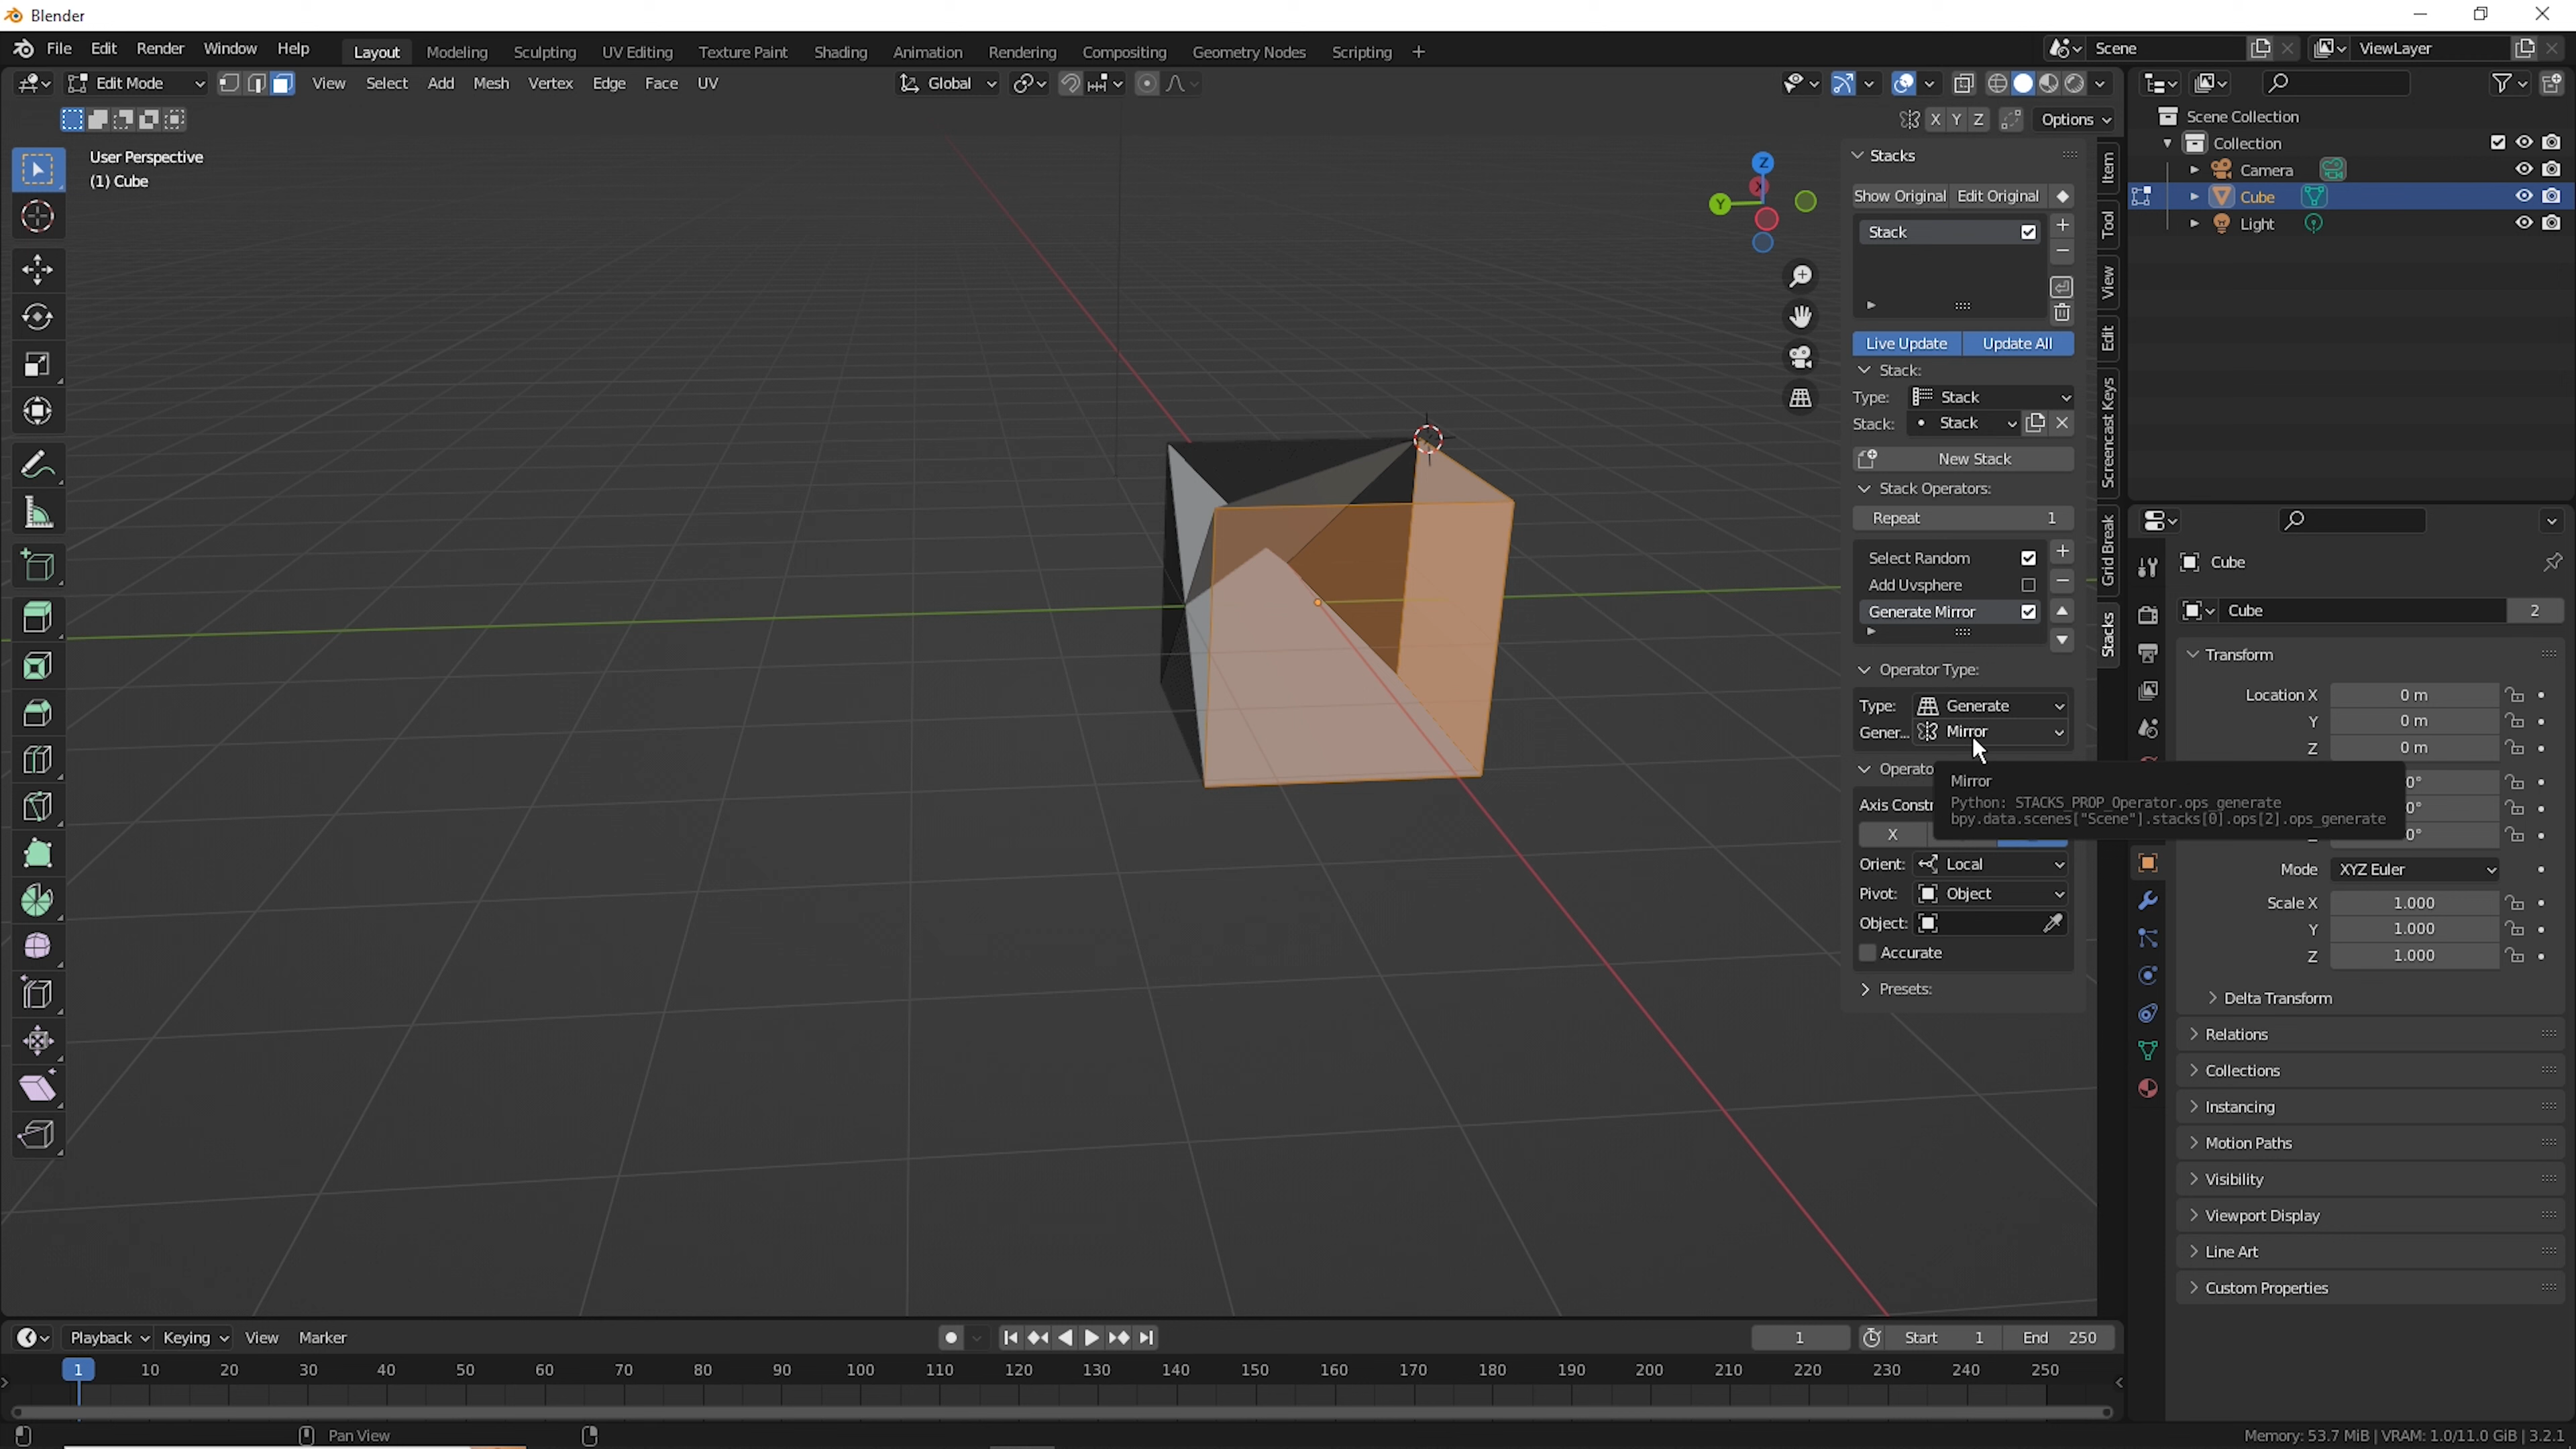 Blender
File Edit Render Window Help Layout Modeling Sculpting UV Editing Texture Paint Shading Animation Rendering Compositing Geometry Nodes Scripting + Scene ViewLayer
Edit Mode View Select Add Mesh Vertex Edge Face UV Global
X Y Z Options
User Perspective
(1) Cube
Z
X
Y
Stacks
Show Original Edit Original
Stack
Live Update Update All
Stack:
Type: Stack
Stack: Stack
New Stack
Stack Operators:
Repeat 1
Select Random
Add Uvsphere
Generate Mirror
Operator Type:
Type: Generate
Gener... Mirror
Operato
Axis Constr
X
Mirror
Python: STACKS_PROP_Operator.ops_generate
bpy.data.scenes["Scene"].stacks[0].ops[2].ops_generate
Orient: Local
Pivot: Object
Object:
Accurate
Presets:
Item
Tool
View
Edit
Screencast Keys
Grid Break
Stacks
Scene Collection
Collection
Camera
Cube
Light
Cube
Cube 2
Transform
Location X 0 m
Y 0 m
Z 0 m
0°
0°
0°
Mode XYZ Euler
Scale X 1.000
Y 1.000
Z 1.000
Delta Transform
Relations
Collections
Instancing
Motion Paths
Visibility
Viewport Display
Line Art
Custom Properties
Playback Keying View Marker 1 Start 1 End 250
1 10 20 30 40 50 60 70 80 90 100 110 120 130 140 150 160 170 180 190 200 210 220 230 240 250
Pan View Memory: 53.7 MiB | VRAM: 1.0/11.0 GiB | 3.2.1